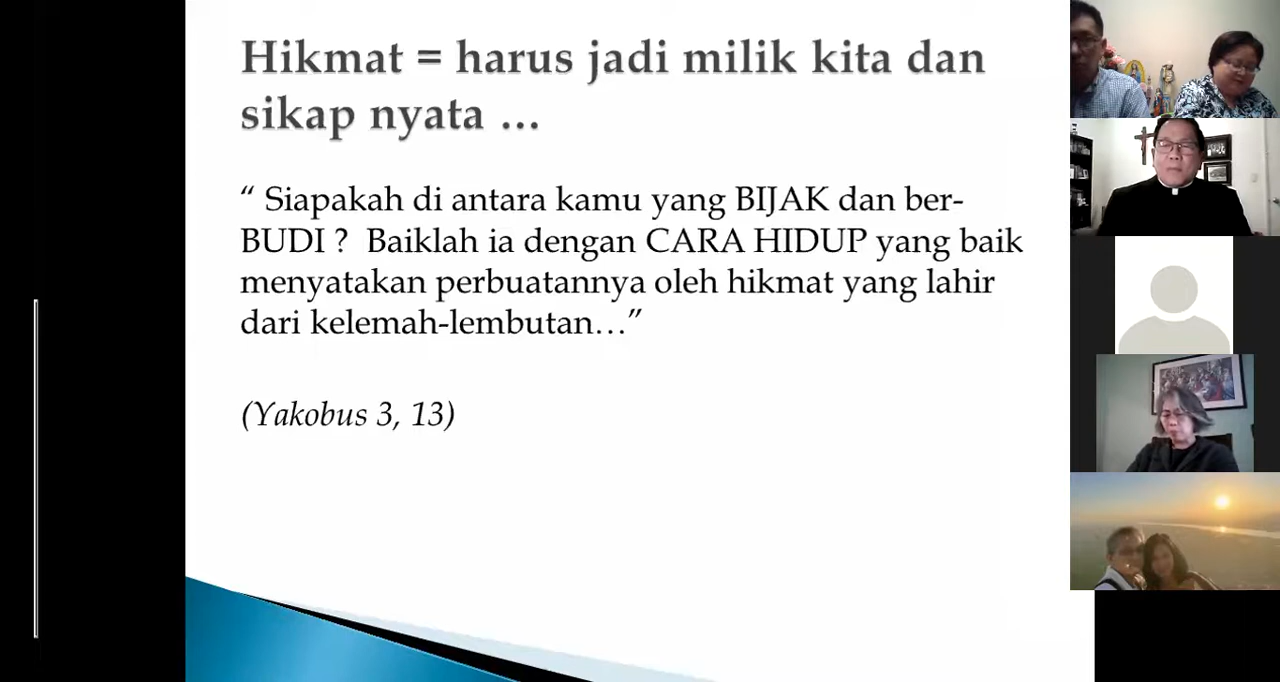 Hikmat = harus jadi milik kita dan
sikap nyata …
“ Siapakah di antara kamu yang BIJAK dan ber-
BUDI ? Baiklah ia dengan CARA HIDUP yang baik
menyatakan perbuatannya oleh hikmat yang lahir
dari kelemah-lembutan…”
(Yakobus 3, 13)